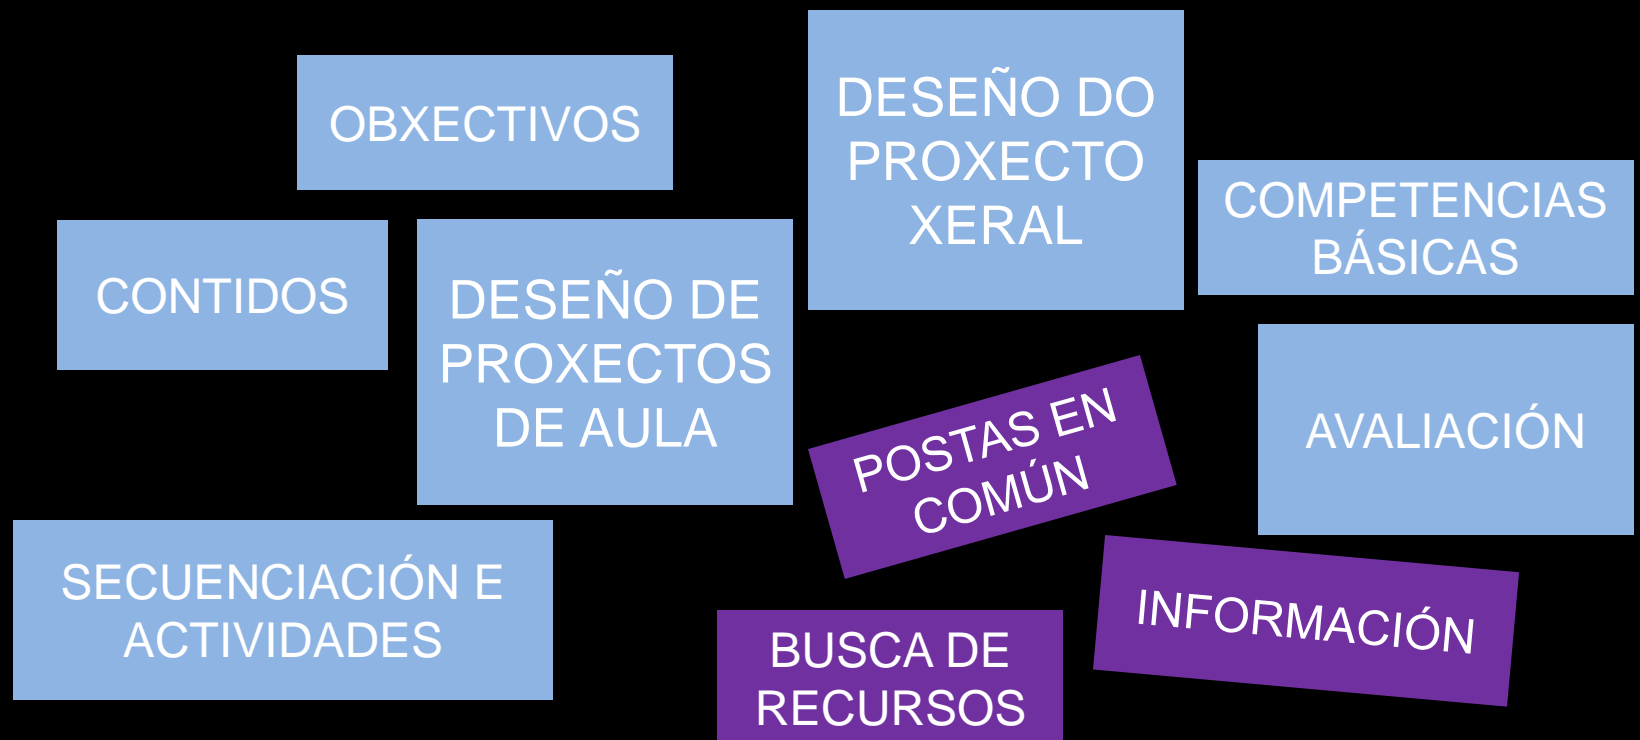 OBXECTIVOS
DESEÑO DO
PROXECTO
XERAL
COMPETENCIAS
BÁSICAS
CONTIDOS
DESEÑO DE
PROXECTOS
DE AULA
POSTAS EN
COMÚN
AVALIACIÓN
SECUENCIACIÓN E
ACTIVIDADES
BUSCA DE
RECURSOS
INFORMACIÓN